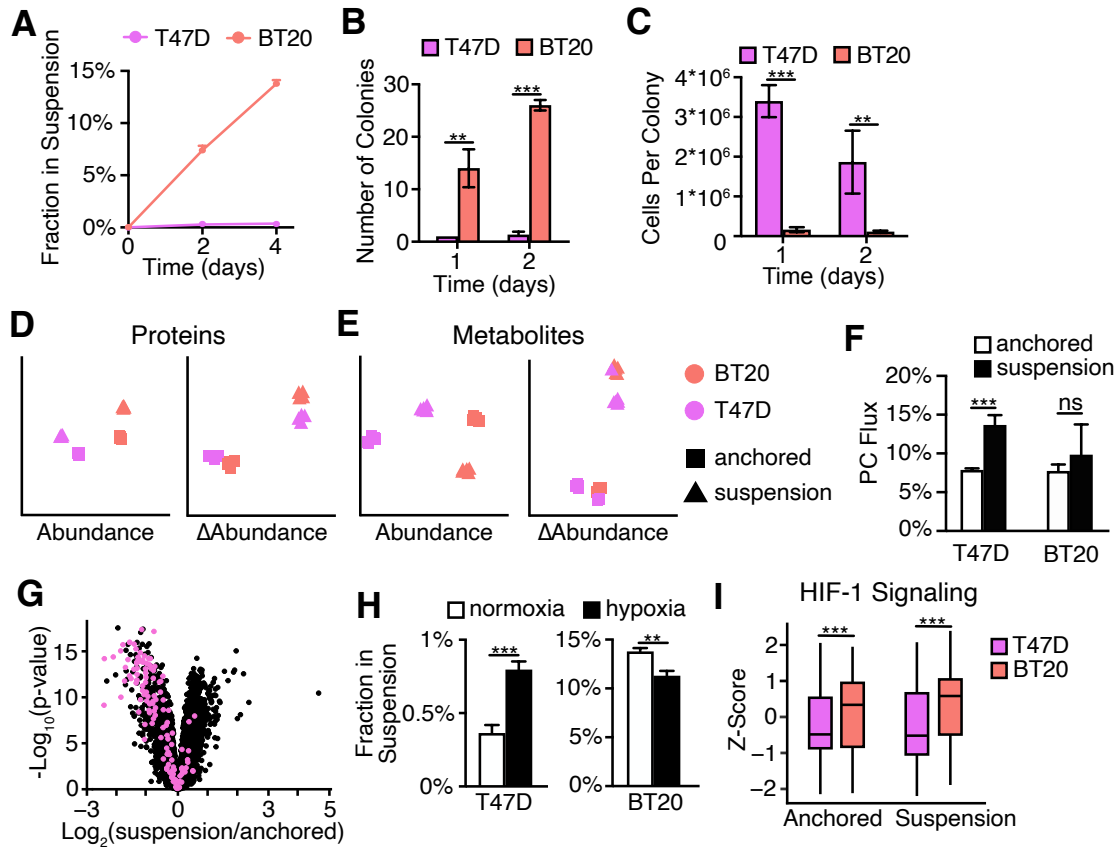 A
T47D BT20
Fraction in Suspension
15%
10%
5%
0%
0 2 4
Time (days)
B
T47D BT20
Number of Colonies
30
20
10
0
** ***
1 2
Time (days)
C
T47D BT20
Cells Per Colony
4*10⁶
3*10⁶
2*10⁶
1*10⁶
0
*** **
1 2
Time (days)
D
Proteins
Abundance ΔAbundance
E
Metabolites
Abundance ΔAbundance
BT20
T47D
anchored
suspension
F
anchored
suspension
PC Flux
20%
15%
10%
5%
0%
*** ns
T47D BT20
G
-Log₁₀(p-value)
15
10
5
0
−3 0 3 5
Log₂(suspension/anchored)
H
normoxia hypoxia
Fraction in
Suspension
1%
0.5%
0%
***
T47D
15%
10%
5%
0%
**
BT20
I
HIF-1 Signaling
T47D
BT20
Z-Score
2
1
0
−1
−2
*** ***
Anchored Suspension